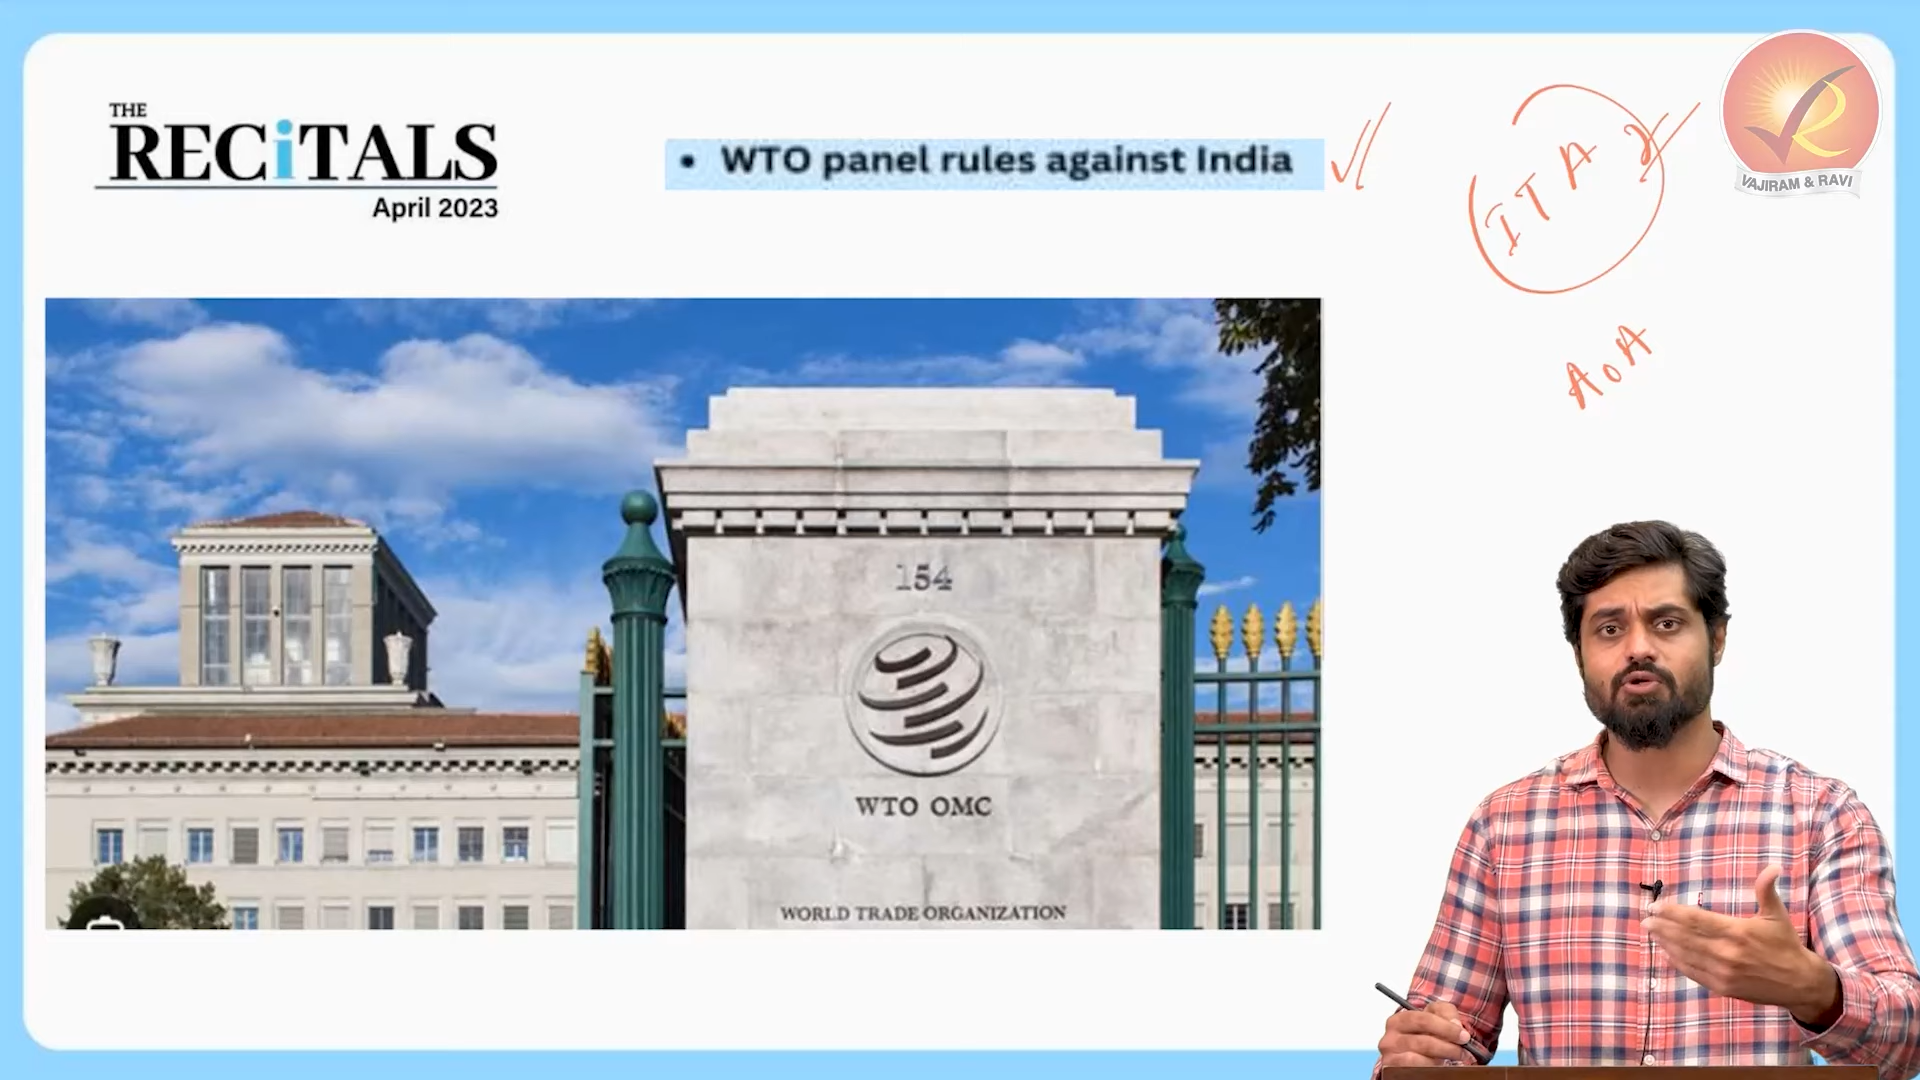 THE
RECiTALS
April 2023
• WTO panel rules against India
ITA 2
AoA
VAJIRAM & RAVI
154
WTO OMC
WORLD TRADE ORGANIZATION